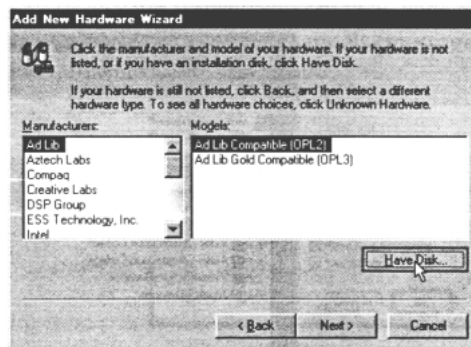 Add New Hardware Wizard
Click the manufacturer and model of your hardware. If your hardware is not
listed, or if you have an installation disk, click Have Disk.
If your hardware is still not listed, click Back, and then select a different
hardware type. To see all hardware choices, click Unknown Hardware.
Manufacturers:
Models:
Ad Lib
Aztech Labs
Compaq
Creative Labs
DSP Group
ESS Technology, Inc.
Intel
Ad Lib Compatible (OPL2)
Ad Lib Gold Compatible (OPL3)
Have Disk...
< Back
Next >
Cancel